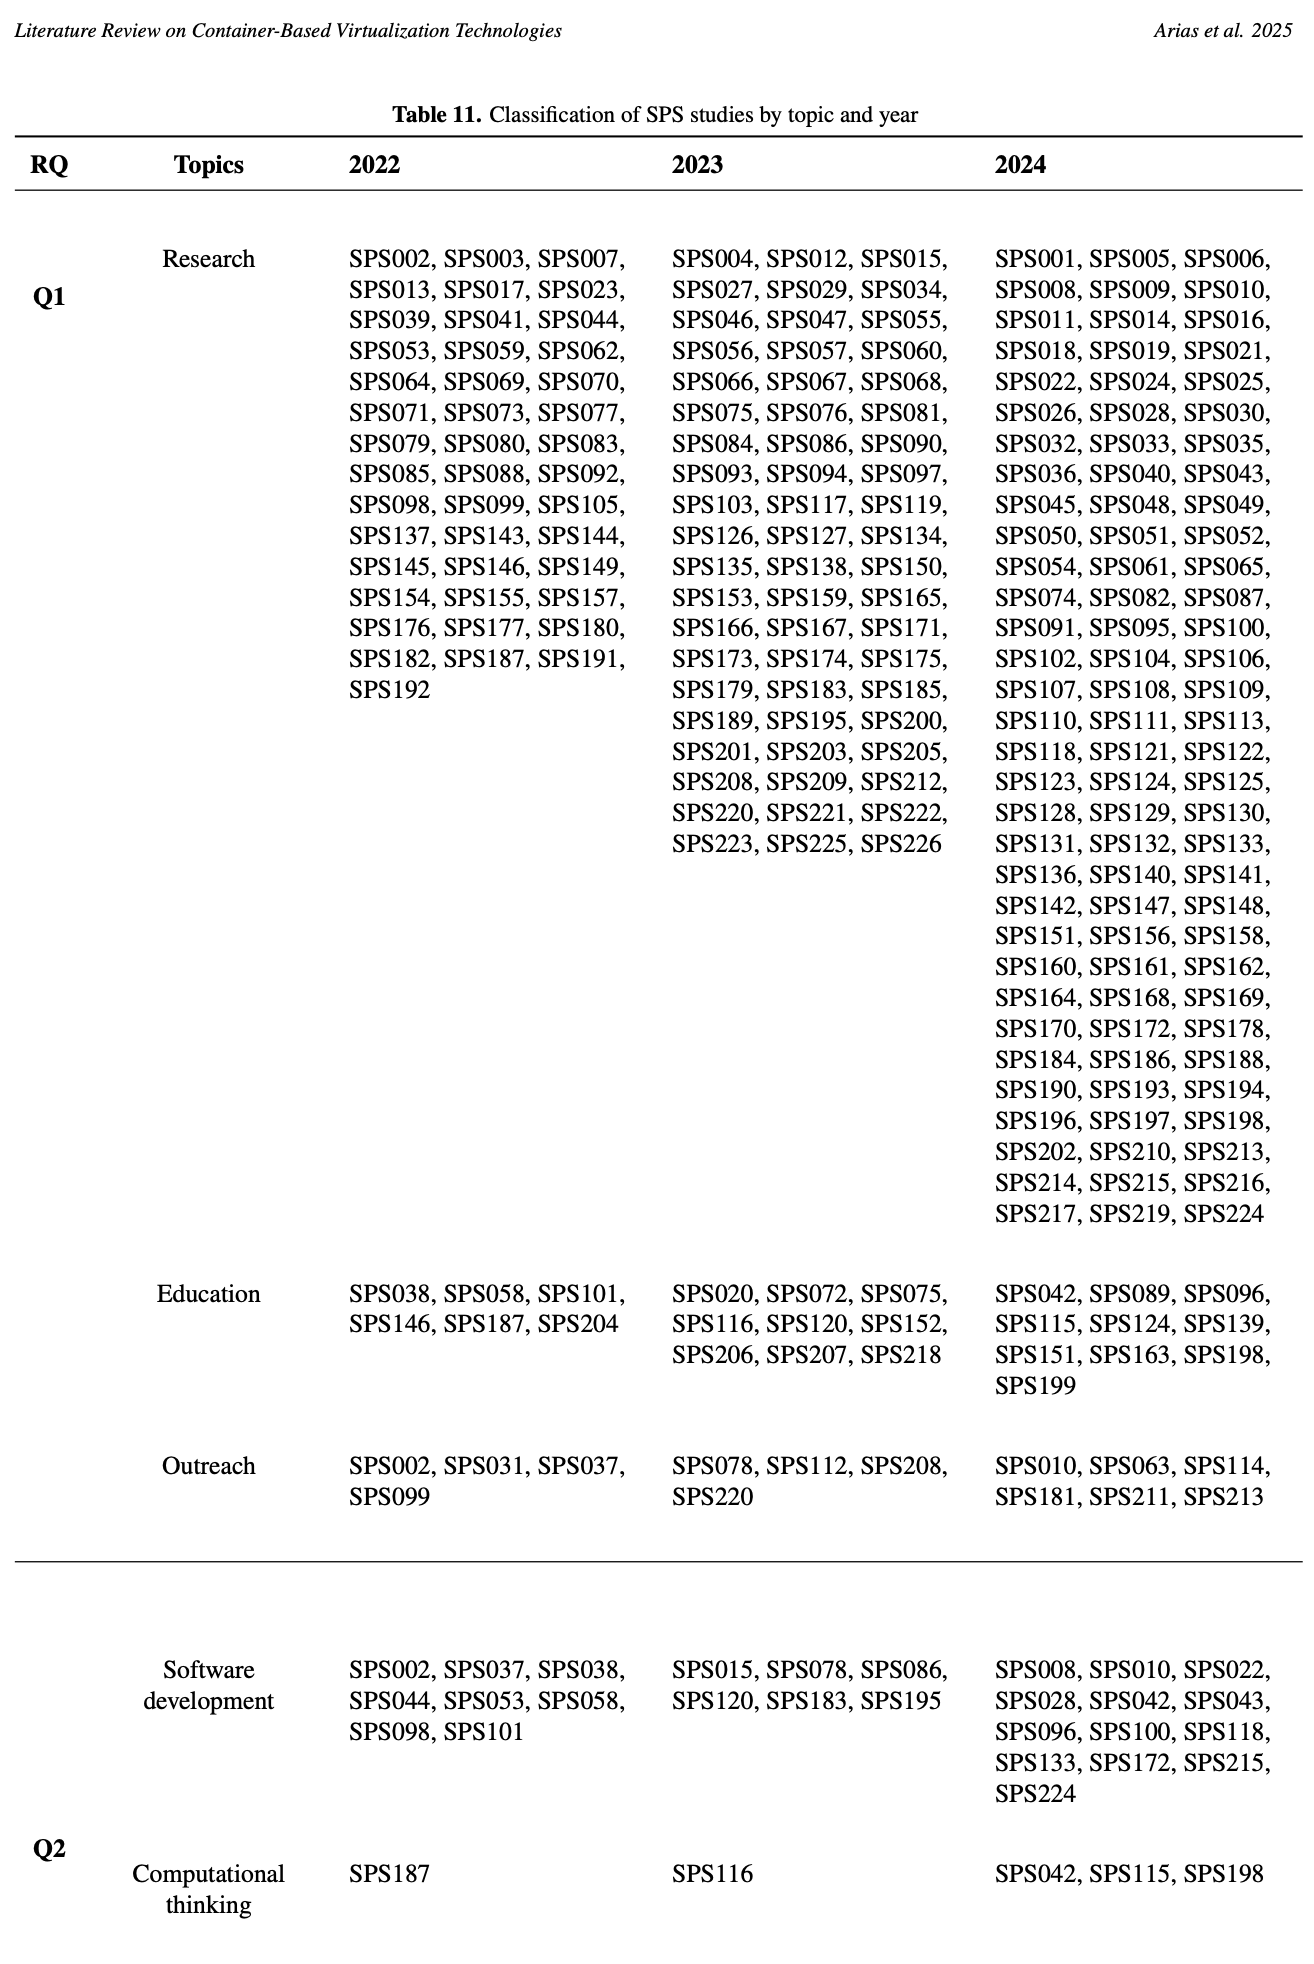 Literature Review on Container-Based Virtualization Technologies
Arias et al. 2025
Table 11. Classification of SPS studies by topic and year
RQ Topics 2022 2023 2024
Q1
Research
SPS002, SPS003, SPS007,
SPS013, SPS017, SPS023,
SPS039, SPS041, SPS044,
SPS053, SPS059, SPS062,
SPS064, SPS069, SPS070,
SPS071, SPS073, SPS077,
SPS079, SPS080, SPS083,
SPS085, SPS088, SPS092,
SPS098, SPS099, SPS105,
SPS137, SPS143, SPS144,
SPS145, SPS146, SPS149,
SPS154, SPS155, SPS157,
SPS176, SPS177, SPS180,
SPS182, SPS187, SPS191,
SPS192
SPS004, SPS012, SPS015,
SPS027, SPS029, SPS034,
SPS046, SPS047, SPS055,
SPS056, SPS057, SPS060,
SPS066, SPS067, SPS068,
SPS075, SPS076, SPS081,
SPS084, SPS086, SPS090,
SPS093, SPS094, SPS097,
SPS103, SPS117, SPS119,
SPS126, SPS127, SPS134,
SPS135, SPS138, SPS150,
SPS153, SPS159, SPS165,
SPS166, SPS167, SPS171,
SPS173, SPS174, SPS175,
SPS179, SPS183, SPS185,
SPS189, SPS195, SPS200,
SPS201, SPS203, SPS205,
SPS208, SPS209, SPS212,
SPS220, SPS221, SPS222,
SPS223, SPS225, SPS226
SPS001, SPS005, SPS006,
SPS008, SPS009, SPS010,
SPS011, SPS014, SPS016,
SPS018, SPS019, SPS021,
SPS022, SPS024, SPS025,
SPS026, SPS028, SPS030,
SPS032, SPS033, SPS035,
SPS036, SPS040, SPS043,
SPS045, SPS048, SPS049,
SPS050, SPS051, SPS052,
SPS054, SPS061, SPS065,
SPS074, SPS082, SPS087,
SPS091, SPS095, SPS100,
SPS102, SPS104, SPS106,
SPS107, SPS108, SPS109,
SPS110, SPS111, SPS113,
SPS118, SPS121, SPS122,
SPS123, SPS124, SPS125,
SPS128, SPS129, SPS130,
SPS131, SPS132, SPS133,
SPS136, SPS140, SPS141,
SPS142, SPS147, SPS148,
SPS151, SPS156, SPS158,
SPS160, SPS161, SPS162,
SPS164, SPS168, SPS169,
SPS170, SPS172, SPS178,
SPS184, SPS186, SPS188,
SPS190, SPS193, SPS194,
SPS196, SPS197, SPS198,
SPS202, SPS210, SPS213,
SPS214, SPS215, SPS216,
SPS217, SPS219, SPS224
Education
SPS038, SPS058, SPS101,
SPS146, SPS187, SPS204
SPS020, SPS072, SPS075,
SPS116, SPS120, SPS152,
SPS206, SPS207, SPS218
SPS042, SPS089, SPS096,
SPS115, SPS124, SPS139,
SPS151, SPS163, SPS198,
SPS199
Outreach
SPS002, SPS031, SPS037,
SPS099
SPS078, SPS112, SPS208,
SPS220
SPS010, SPS063, SPS114,
SPS181, SPS211, SPS213
Q2
Software
development
SPS002, SPS037, SPS038,
SPS044, SPS053, SPS058,
SPS098, SPS101
SPS015, SPS078, SPS086,
SPS120, SPS183, SPS195
SPS008, SPS010, SPS022,
SPS028, SPS042, SPS043,
SPS096, SPS100, SPS118,
SPS133, SPS172, SPS215,
SPS224
Computational
thinking
SPS187
SPS116
SPS042, SPS115, SPS198